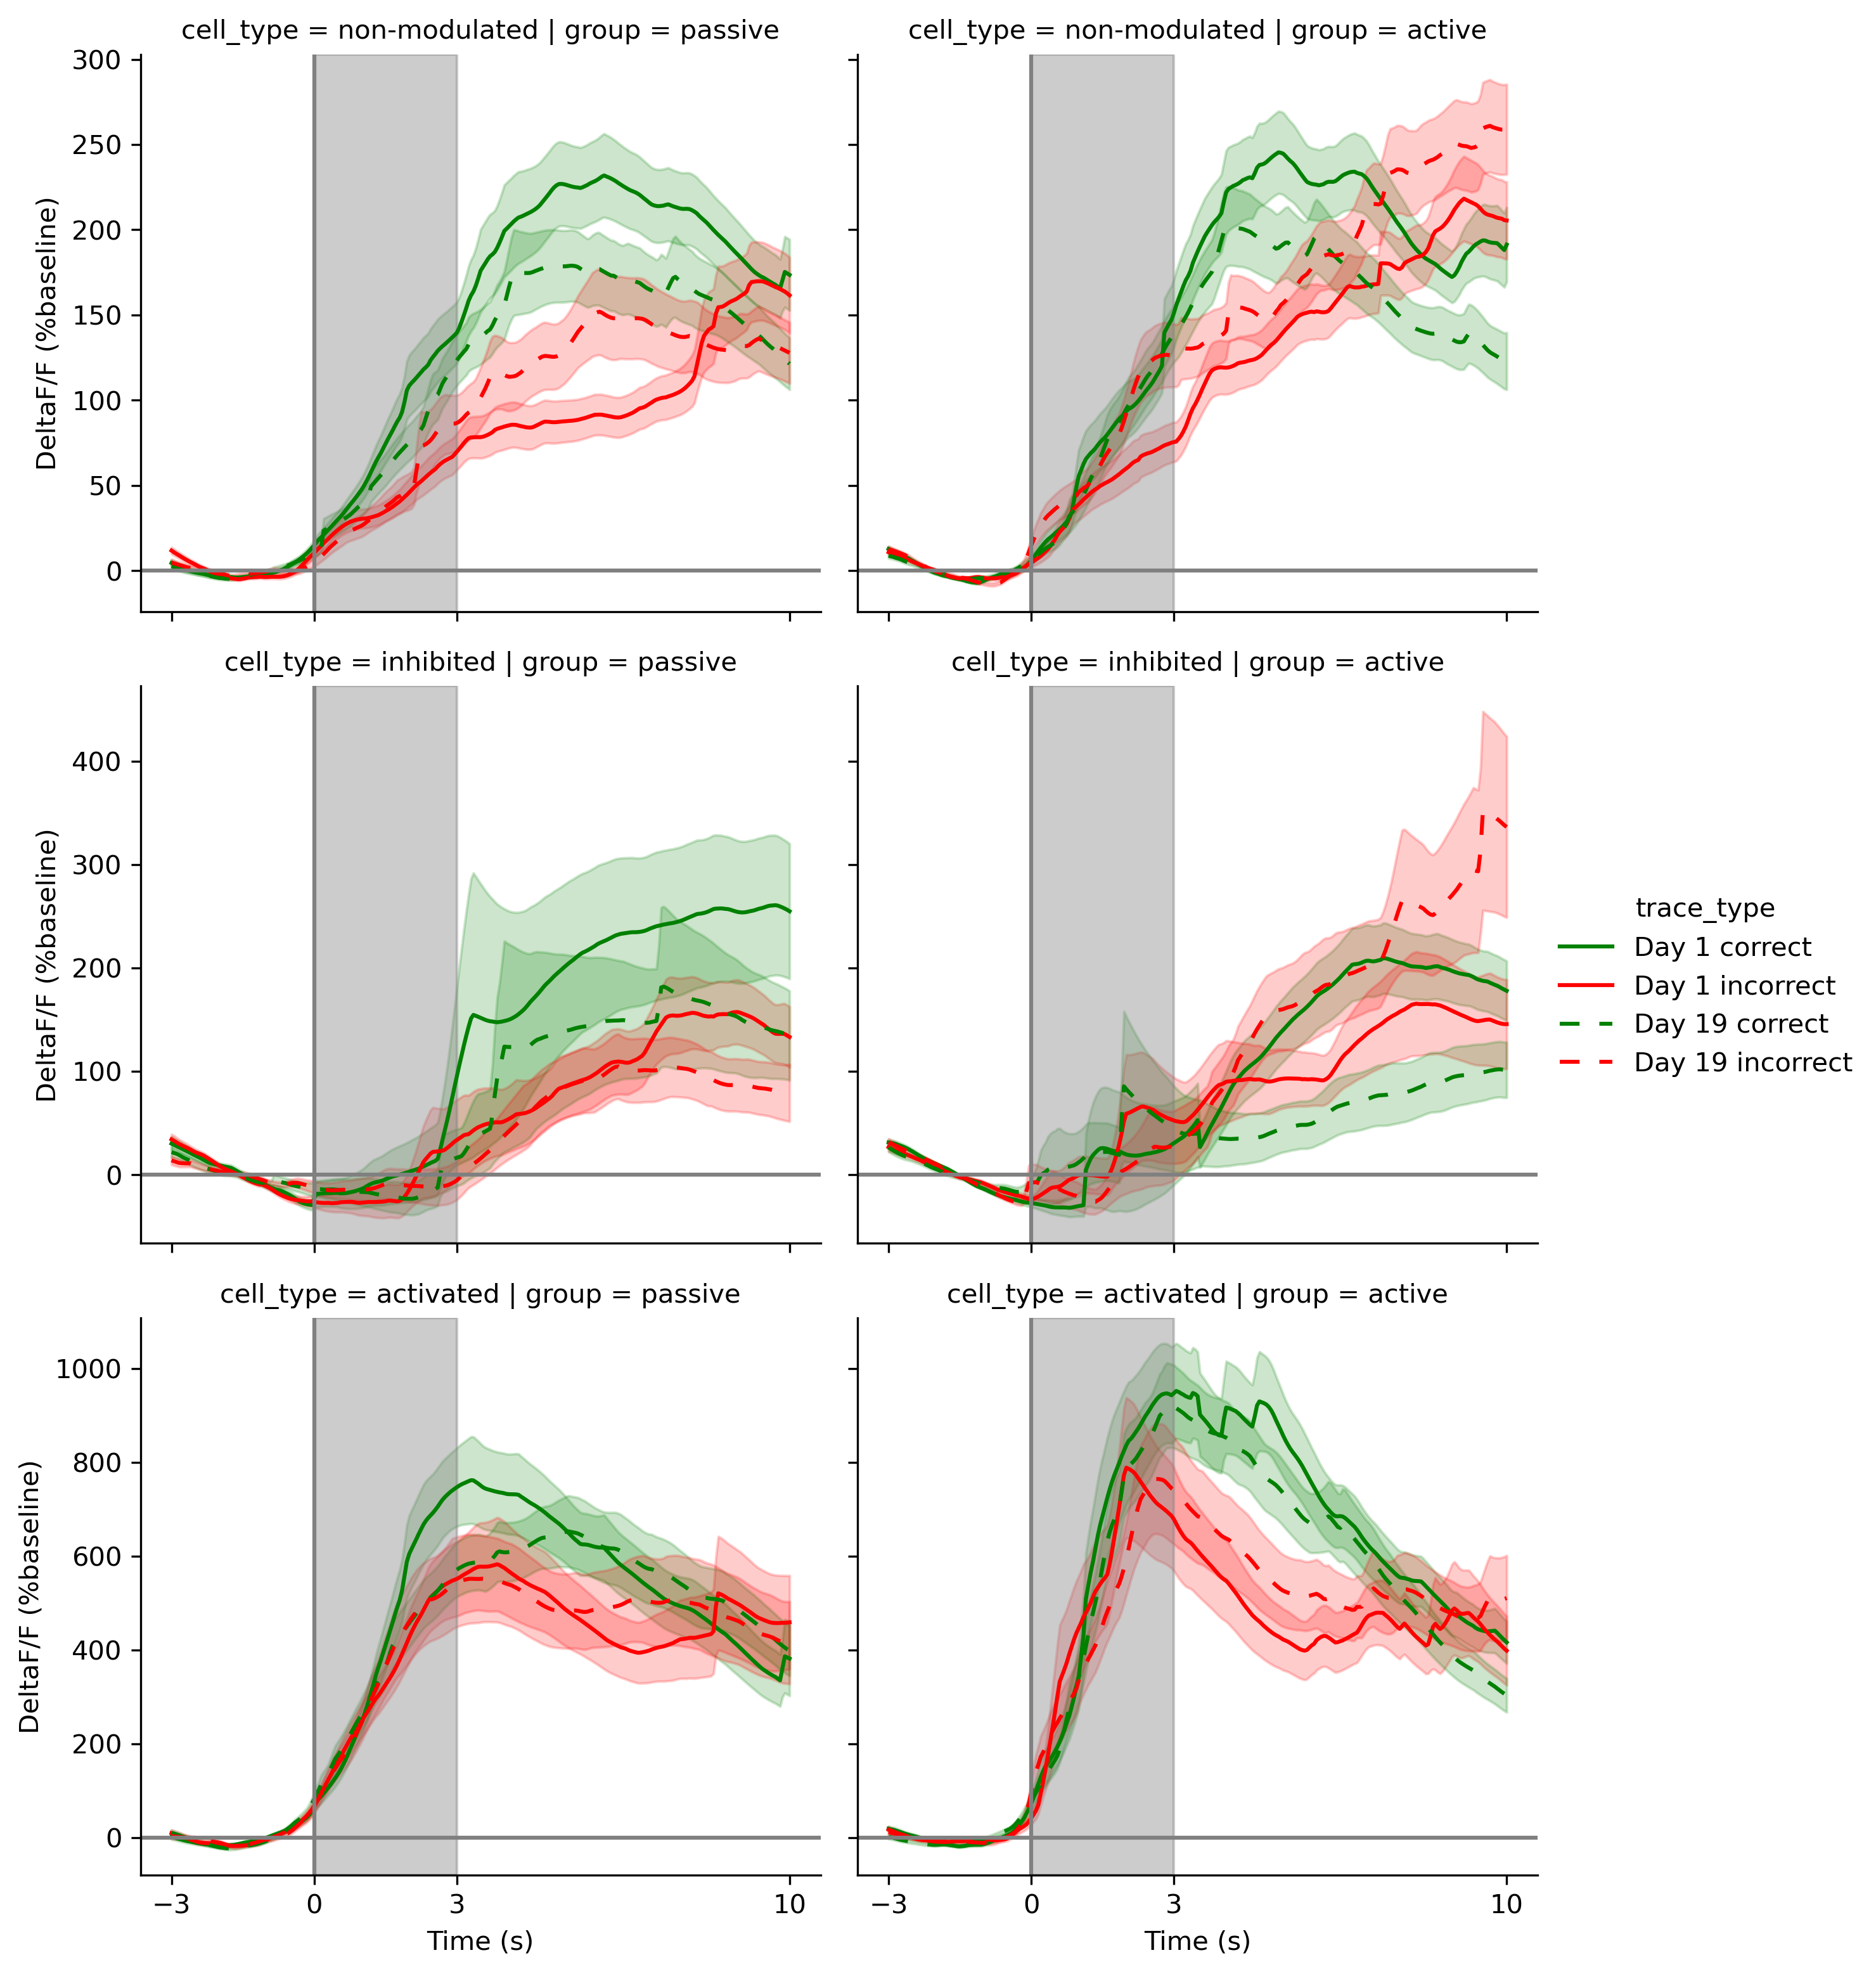 cell_type = non-modulated | group = passive
cell_type = non-modulated | group = active
300
250
200
150
100
50
0
DeltaF/F (%baseline)
cell_type = inhibited | group = passive
cell_type = inhibited | group = active
400
300
200
100
0
DeltaF/F (%baseline)
trace_type
Day 1 correct
Day 1 incorrect
Day 19 correct
Day 19 incorrect
cell_type = activated | group = passive
cell_type = activated | group = active
1000
800
600
400
200
0
DeltaF/F (%baseline)
−3 0 3 10
Time (s)
−3 0 3 10
Time (s)